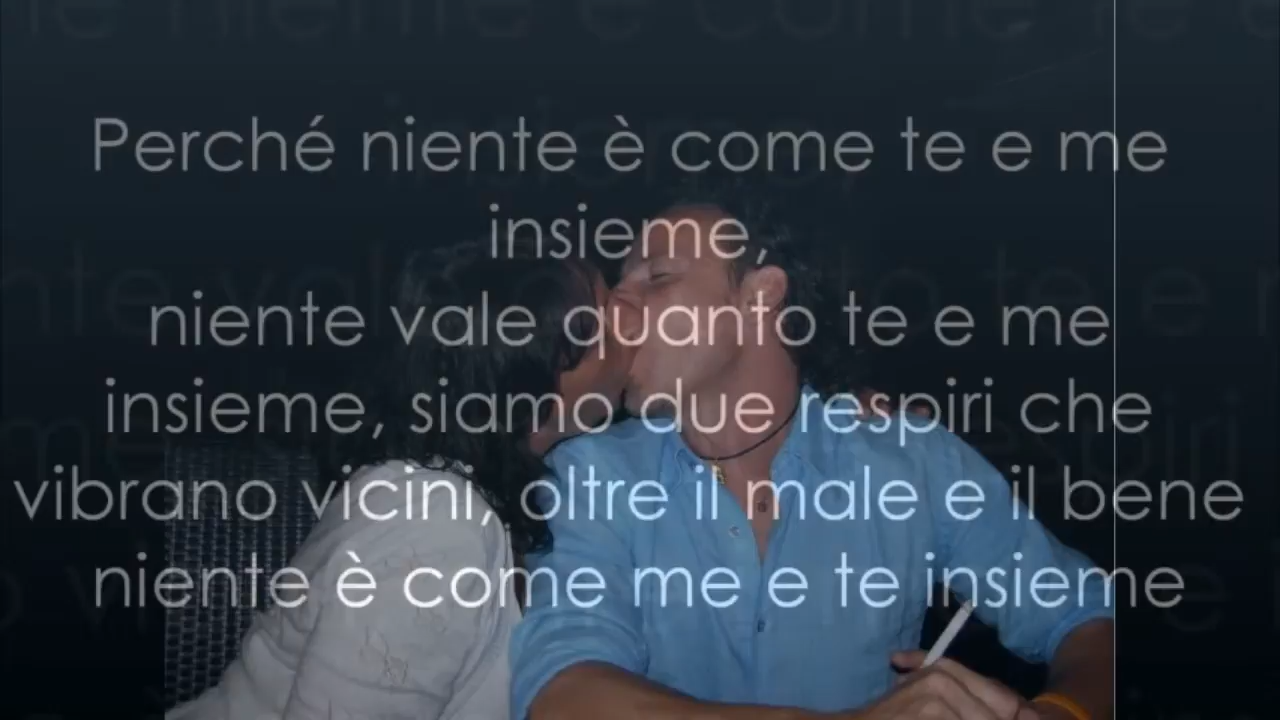 Perché niente è come te e me
insieme,
niente vale quanto te e me
insieme, siamo due respiri che
vibrano vicini, oltre il male e il bene
niente è come me e te insieme